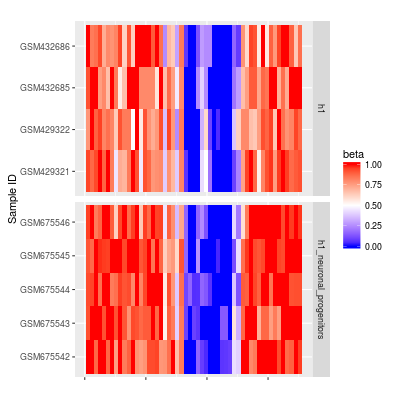 Sample ID
GSM432686
GSM432685
GSM429322
GSM429321
h1
GSM675546
GSM675545
GSM675544
GSM675543
GSM675542
h1_neuronal_progenitors
beta
1.00
0.75
0.50
0.25
0.00